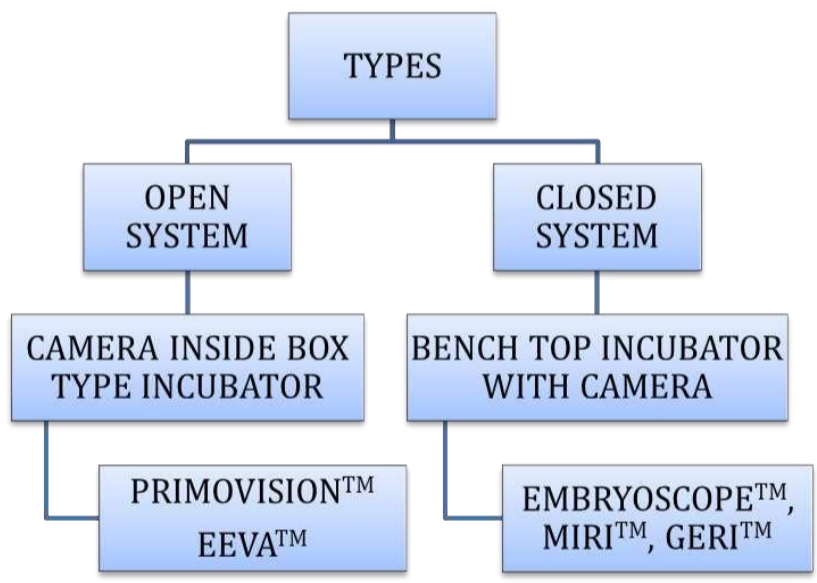 TYPES
OPEN
SYSTEM
CLOSED
SYSTEM
CAMERA INSIDE BOX
TYPE INCUBATOR
BENCH TOP INCUBATOR
WITH CAMERA
PRIMOVISION™
EEVA™
EMBRYOSCOPE™,
MIRI™, GERI™